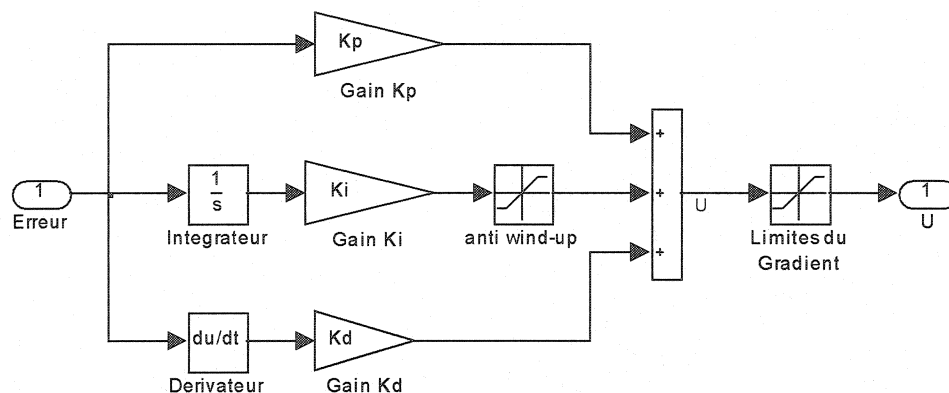 Kp
Gain Kp
1
Erreur
1
s
Integrateur
Ki
Gain Ki
anti wind-up
+
+
+
U
Limites du
Gradient
1
U
du/dt
Derivateur
Kd
Gain Kd